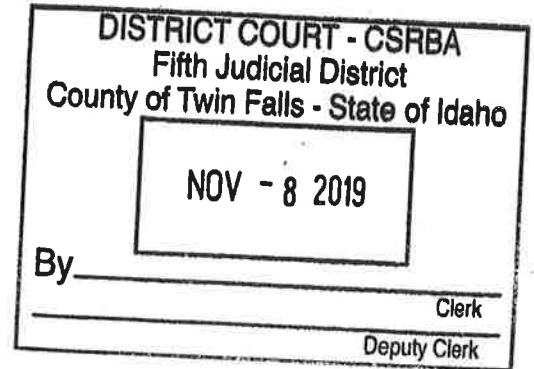 DISTRICT COURT - CSRBA
Fifth Judicial District
County of Twin Falls - State of Idaho
NOV - 8 2019
By
Clerk
Deputy Clerk